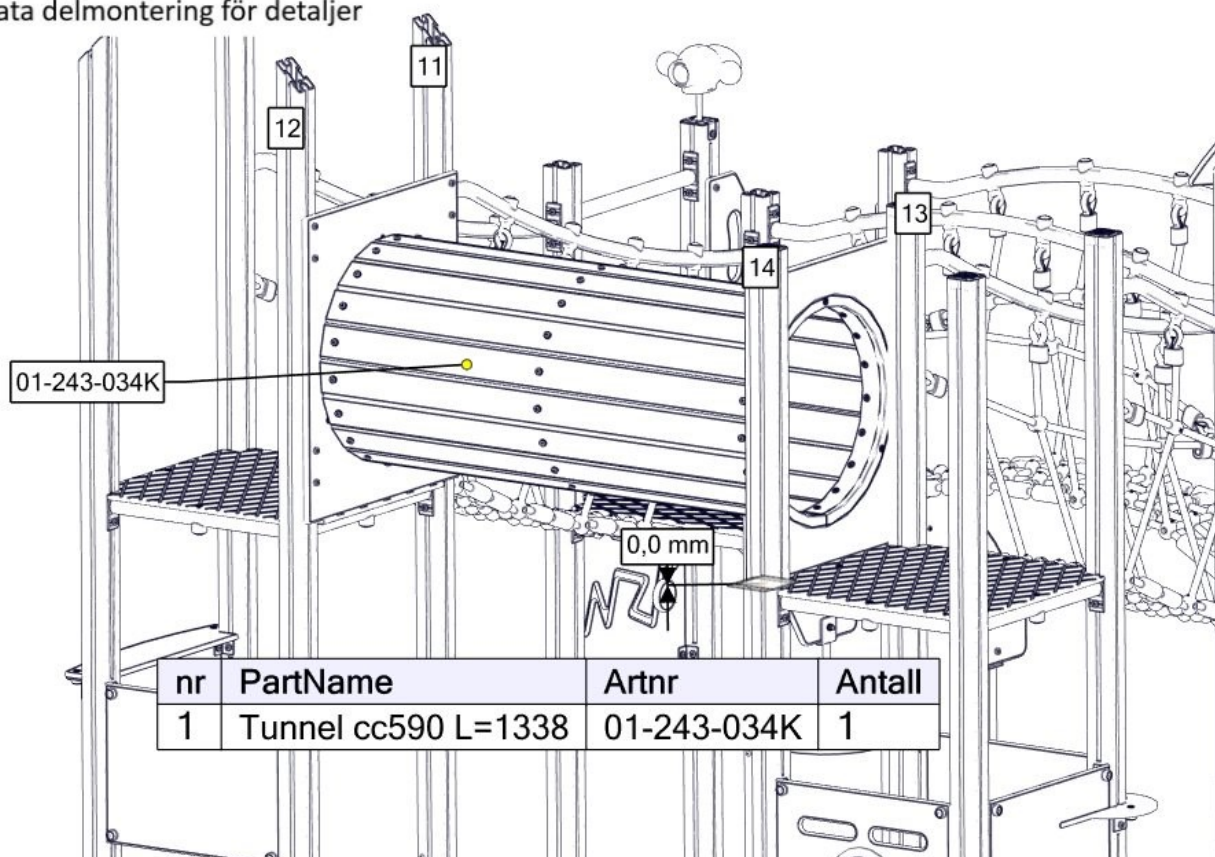 ata delmontering för detaljer
11
12
13
14
01-243-034K
0,0 mm
nr PartName Artnr Antall
1 Tunnel cc590 L=1338 01-243-034K 1